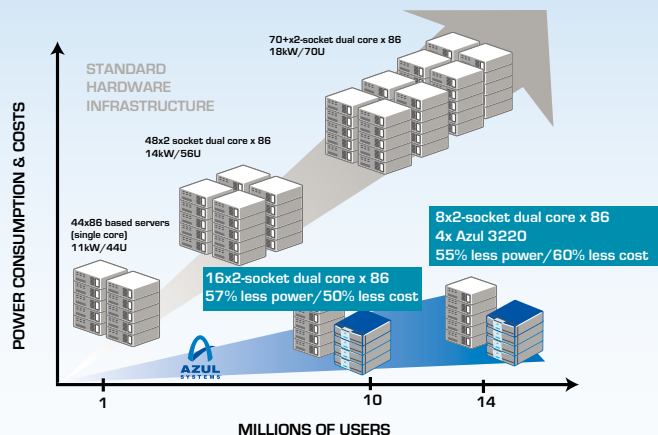 70+x2-socket dual core x 86
18kW/70U
STANDARD
HARDWARE
INFRASTRUCTURE
48x2 socket dual core x 86
14kW/56U
44x86 based servers
(single core)
11kW/44U
8x2-socket dual core x 86
4x Azul 3220
55% less power/60% less cost
16x2-socket dual core x 86
57% less power/50% less cost
AZUL
SYSTEMS
POWER CONSUMPTION & COSTS
1
10
14
MILLIONS OF USERS